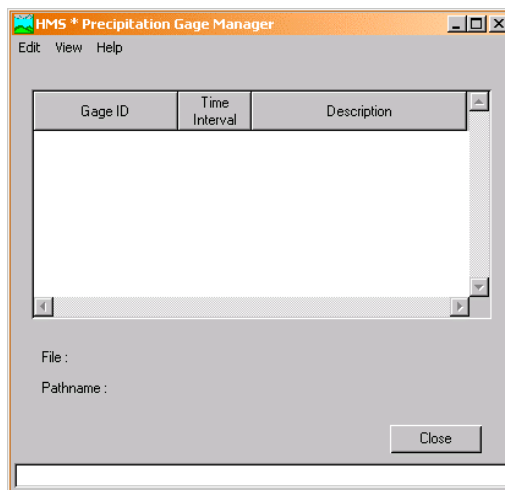 HMS * Precipitation Gage Manager
Edit View Help
Gage ID
Time
Interval
Description
File :
Pathname :
Close